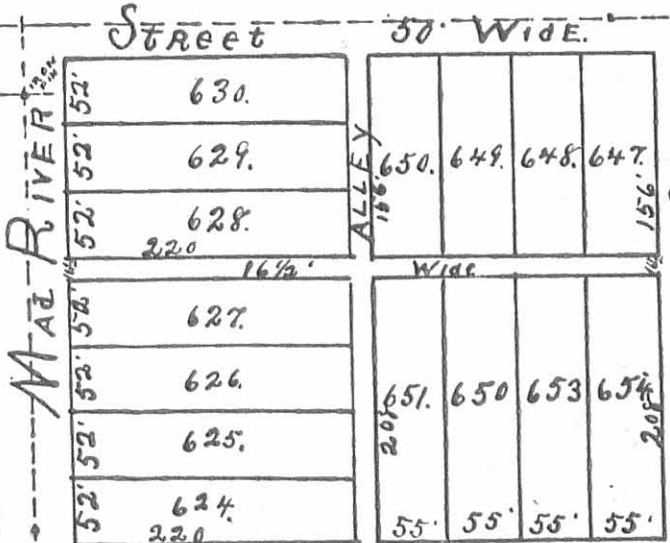 Street 50' Wide.
MAd RIVER
52' 630.
52' 629.
52' 628.
220
ALLEY
156'
650. 649. 648. 647.
156'
16½' Wide
52' 627.
52' 626.
52' 625.
52' 624.
220
651. 650 653 654
208 208
55' 55' 55' 55'